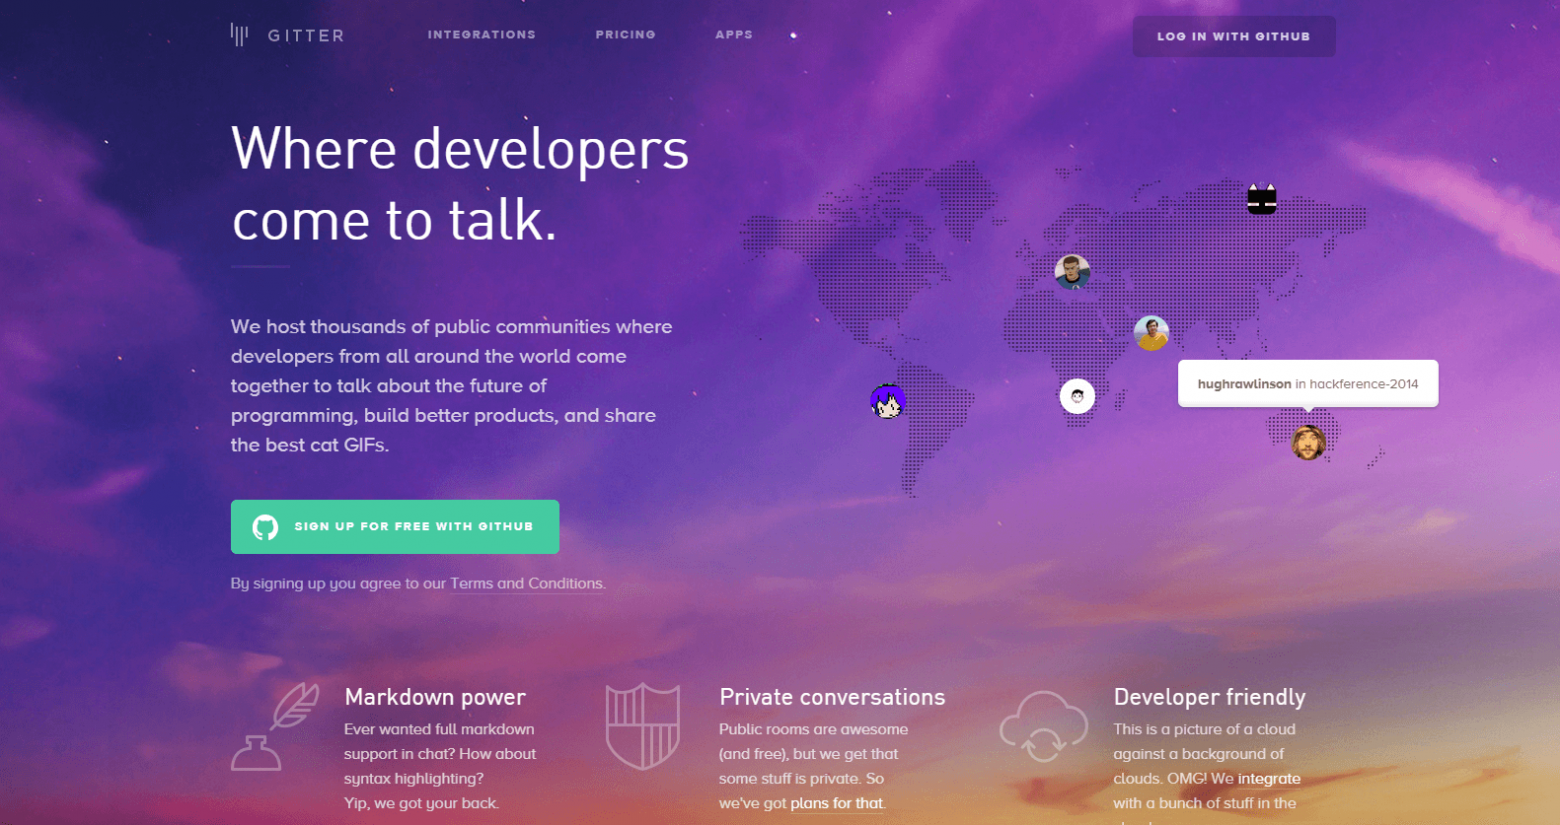 GITTER
INTEGRATIONS
PRICING
APPS
LOG IN WITH GITHUB
Where developers
come to talk.
We host thousands of public communities where
developers from all around the world come
together to talk about the future of
programming, build better products, and share
the best cat GIFs.
hughrawlinson in hackference-2014
SIGN UP FOR FREE WITH GITHUB
By signing up you agree to our Terms and Conditions.
Markdown power
Ever wanted full markdown
support in chat? How about
syntax highlighting?
Yip, we got your back.
Private conversations
Public rooms are awesome
(and free), but we get that
some stuff is private. So
we've got plans for that.
Developer friendly
This is a picture of a cloud
against a background of
clouds. OMG! We integrate
with a bunch of stuff in the